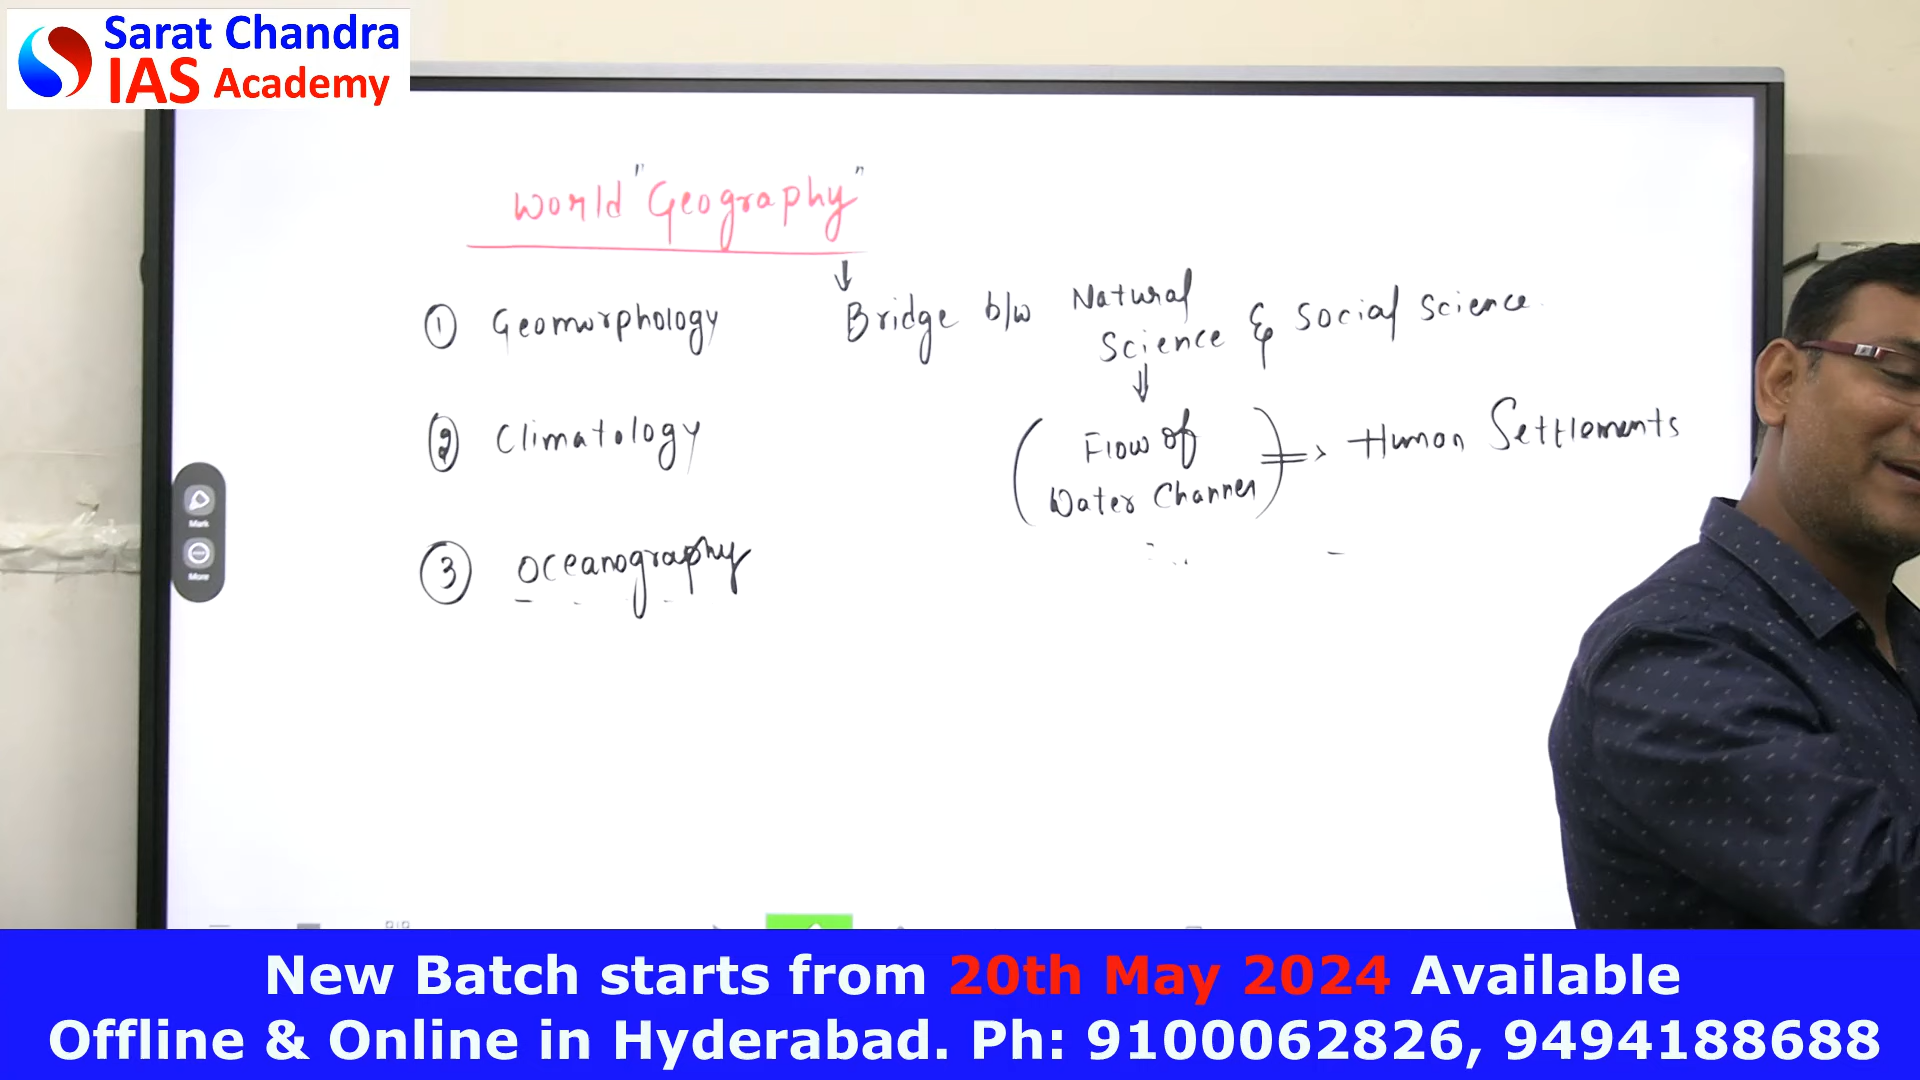 Sarat Chandra
IAS Academy
World "Geography"
↓
① Geomorphology
Bridge b/w Natural
Science & Social Science
⇓
② Climatology
(Flow of
Water Channel) ⇒ Human Settlements
③ Oceanography
Mark
More
New Batch starts from 20th May 2024 Available
Offline & Online in Hyderabad. Ph: 9100062826, 9494188688